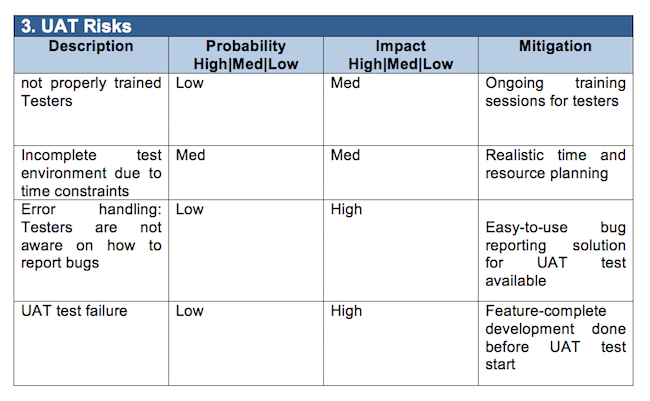 3. UAT Risks
Description Probability Impact Mitigation
High|Med|Low High|Med|Low
not properly trained Low Med Ongoing training
Testers sessions for testers
Incomplete test Med Med Realistic time and
environment due to resource planning
time constraints
Error handling: Low High
Testers are not Easy-to-use bug
aware on how to reporting solution
report bugs for UAT test
available
UAT test failure Low High Feature-complete
development done
before UAT test
start